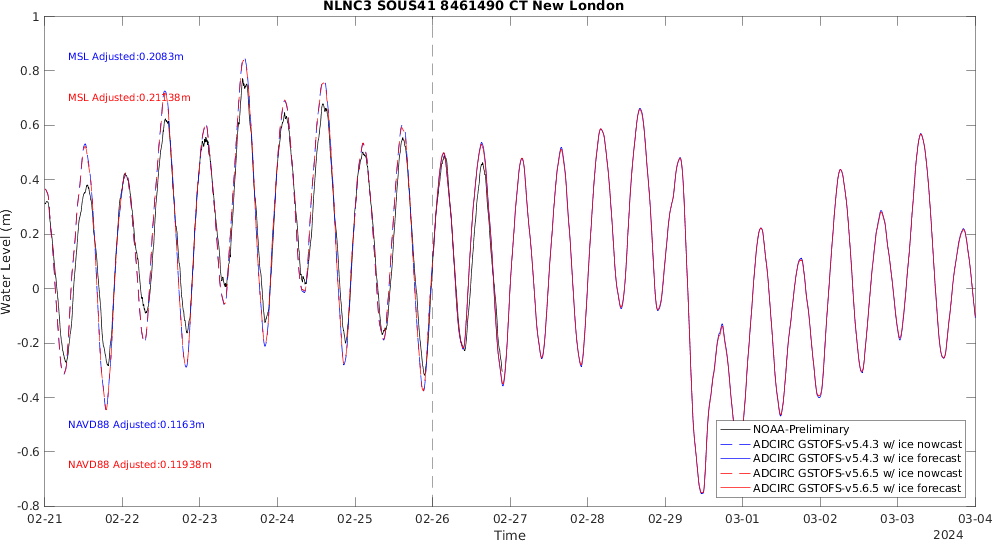 NLNC3 SOUS41 8461490 CT New London
1
0.8
0.6
0.4
0.2
0
-0.2
-0.4
-0.6
-0.8
Water Level (m)
MSL Adjusted:0.2083m
MSL Adjusted:0.21138m
NAVD88 Adjusted:0.1163m
NAVD88 Adjusted:0.11938m
NOAA-Preliminary
ADCIRC GSTOFS-v5.4.3 w/ ice nowcast
ADCIRC GSTOFS-v5.4.3 w/ ice forecast
ADCIRC GSTOFS-v5.6.5 w/ ice nowcast
ADCIRC GSTOFS-v5.6.5 w/ ice forecast
02-21 02-22 02-23 02-24 02-25 02-26 02-27 02-28 02-29 03-01 03-02 03-03 03-04
Time
2024